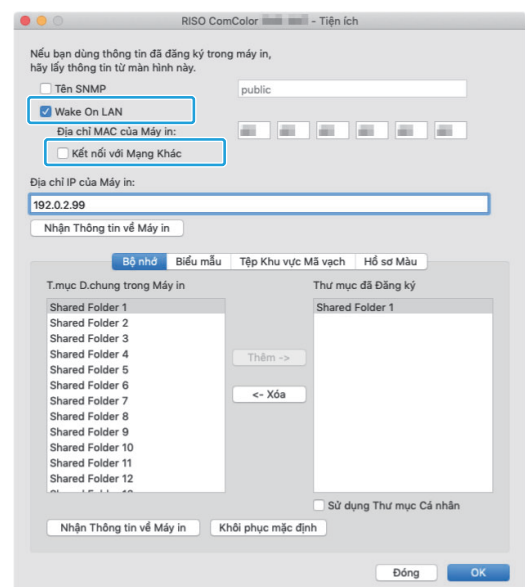 RISO ComColor - Tiện ích
Nếu bạn dùng thông tin đã đăng ký trong máy in,
hãy lấy thông tin từ màn hình này.
Tên SNMP public
Wake On LAN
Địa chỉ MAC của Máy in:
Kết nối với Mạng Khác
Địa chỉ IP của Máy in:
192.0.2.99
Nhận Thông tin về Máy in
Bộ nhớ Biểu mẫu Tệp Khu vực Mã vạch Hồ sơ Màu
T.mục D.chung trong Máy in
Shared Folder 1
Shared Folder 2
Shared Folder 3
Shared Folder 4
Shared Folder 5
Shared Folder 6
Shared Folder 7
Shared Folder 8
Shared Folder 9
Shared Folder 10
Shared Folder 11
Shared Folder 12
Thêm ->
<- Xóa
Thư mục đã Đăng ký
Shared Folder 1
Sử dụng Thư mục Cá nhân
Nhận Thông tin về Máy in Khôi phục mặc định
Đóng OK